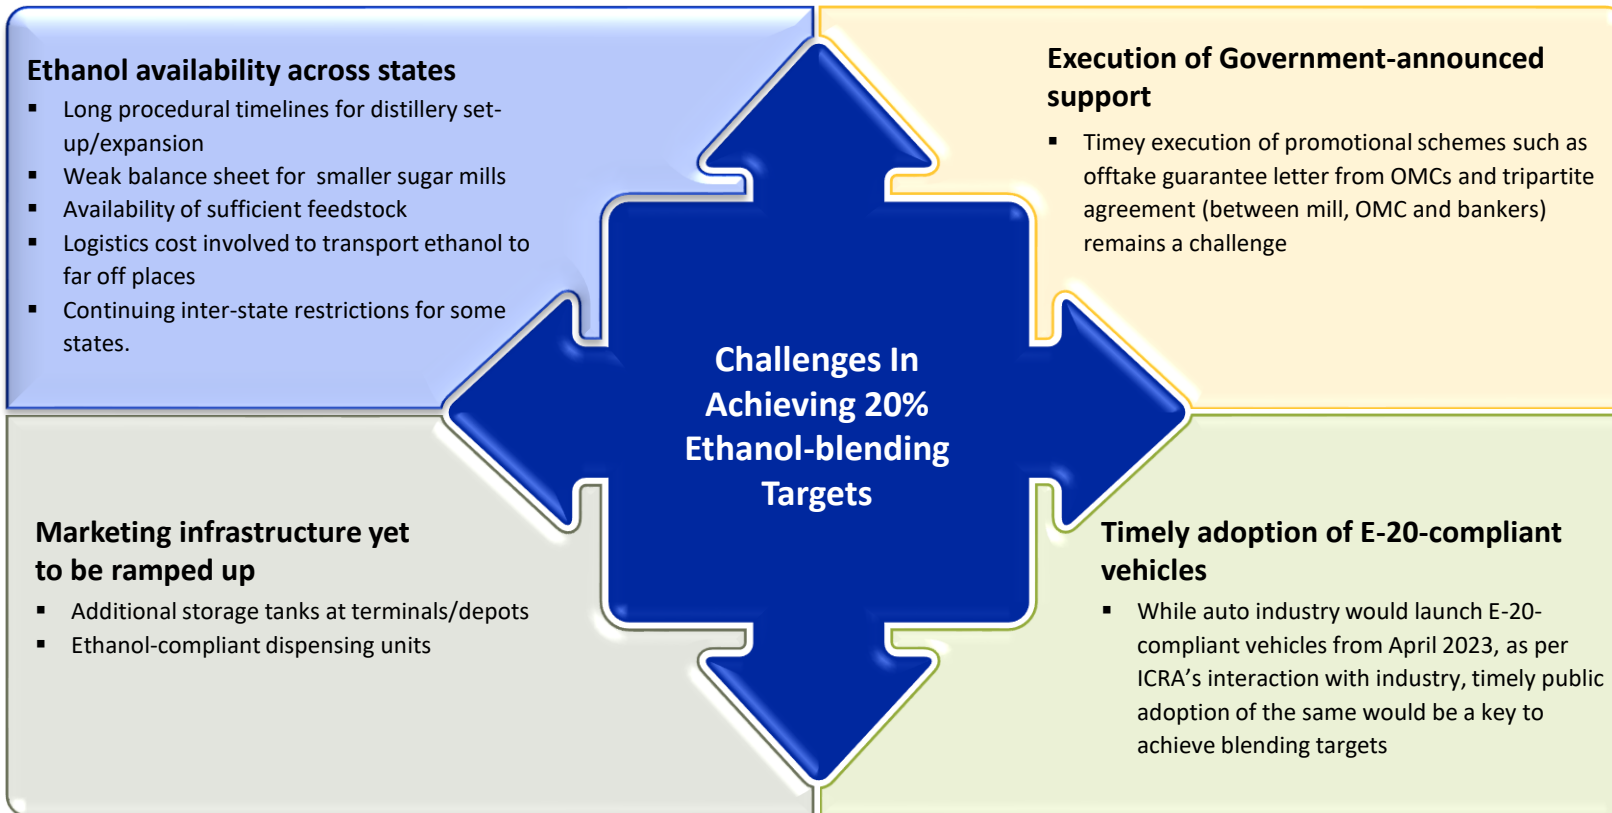 Ethanol availability across states
▪ Long procedural timelines for distillery set-
up/expansion
▪ Weak balance sheet for smaller sugar mills
▪ Availability of sufficient feedstock
▪ Logistics cost involved to transport ethanol to
far off places
▪ Continuing inter-state restrictions for some
states.
Execution of Government-announced
support
▪ Timey execution of promotional schemes such as
offtake guarantee letter from OMCs and tripartite
agreement (between mill, OMC and bankers)
remains a challenge
Challenges In
Achieving 20%
Ethanol-blending
Targets
Marketing infrastructure yet
to be ramped up
▪ Additional storage tanks at terminals/depots
▪ Ethanol-compliant dispensing units
Timely adoption of E-20-compliant
vehicles
▪ While auto industry would launch E-20-
compliant vehicles from April 2023, as per
ICRA's interaction with industry, timely public
adoption of the same would be a key to
achieve blending targets